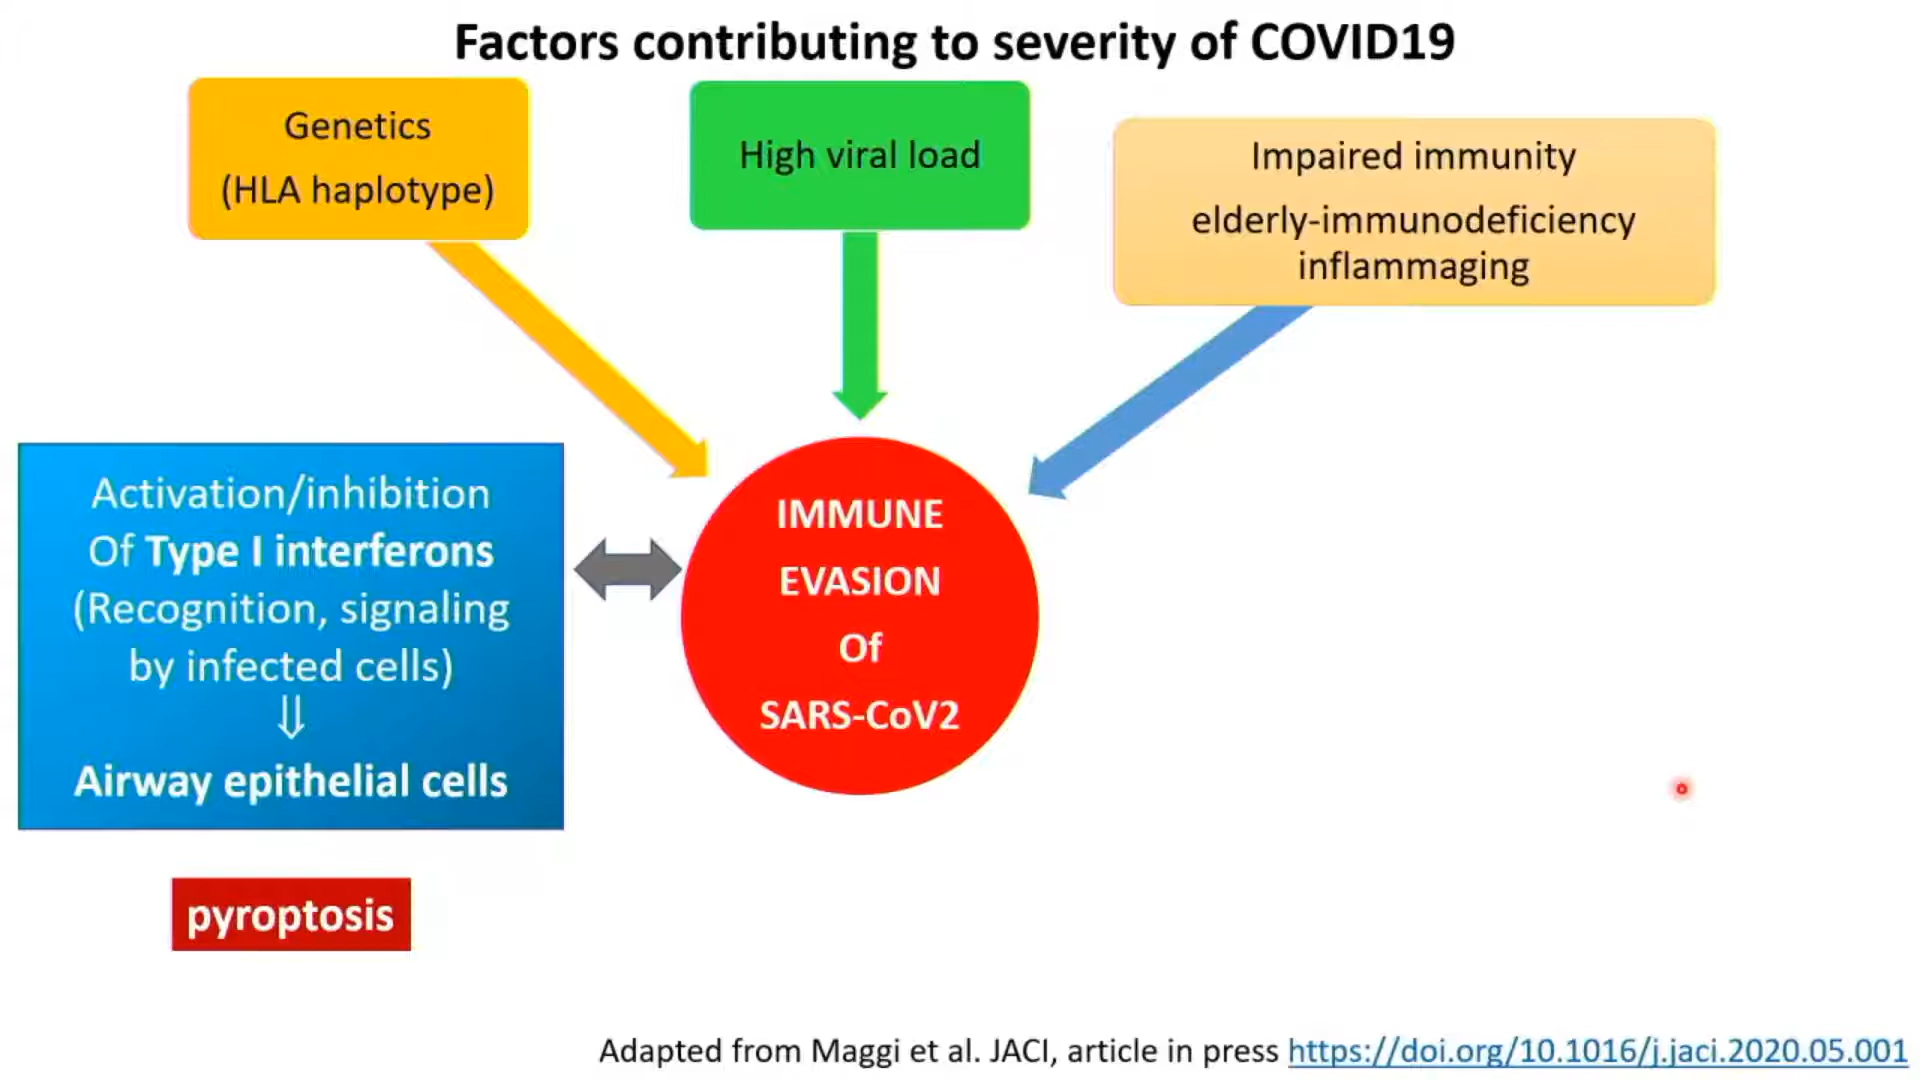 Factors contributing to severity of COVID19
Genetics
(HLA haplotype)
High viral load
Impaired immunity
elderly-immunodeficiency
inflammaging
Activation/inhibition
Of Type I interferons
(Recognition, signaling
by infected cells)
⇓
Airway epithelial cells
IMMUNE
EVASION
Of
SARS-CoV2
pyroptosis
Adapted from Maggi et al. JACI, article in press https://doi.org/10.1016/j.jaci.2020.05.001